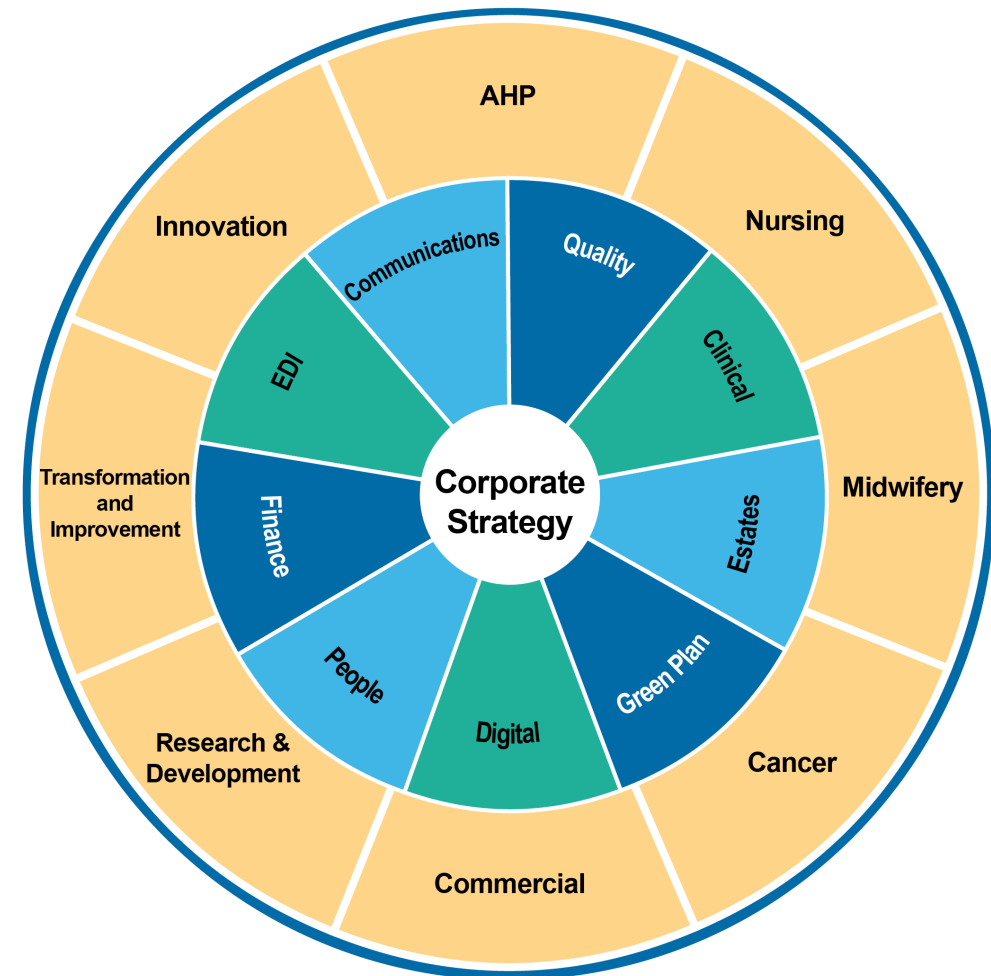 AHP
Nursing
Midwifery
Cancer
Commercial
Research &
Development
Transformation
and
Improvement
Innovation
Quality
Clinical
Estates
Green Plan
Digital
People
Finance
EDI
Communications
Corporate
Strategy